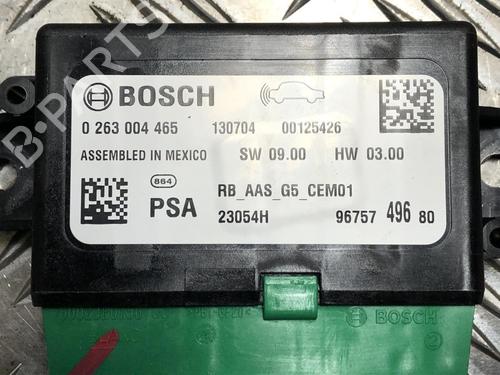 B-PARTS
BOSCH
0 263 004 465 130704 00125426
ASSEMBLED IN MEXICO SW 09.00 HW 03.00
864 RB_AAS_G5_CEM01
PSA 23054H 96757 496 80
BOSCH